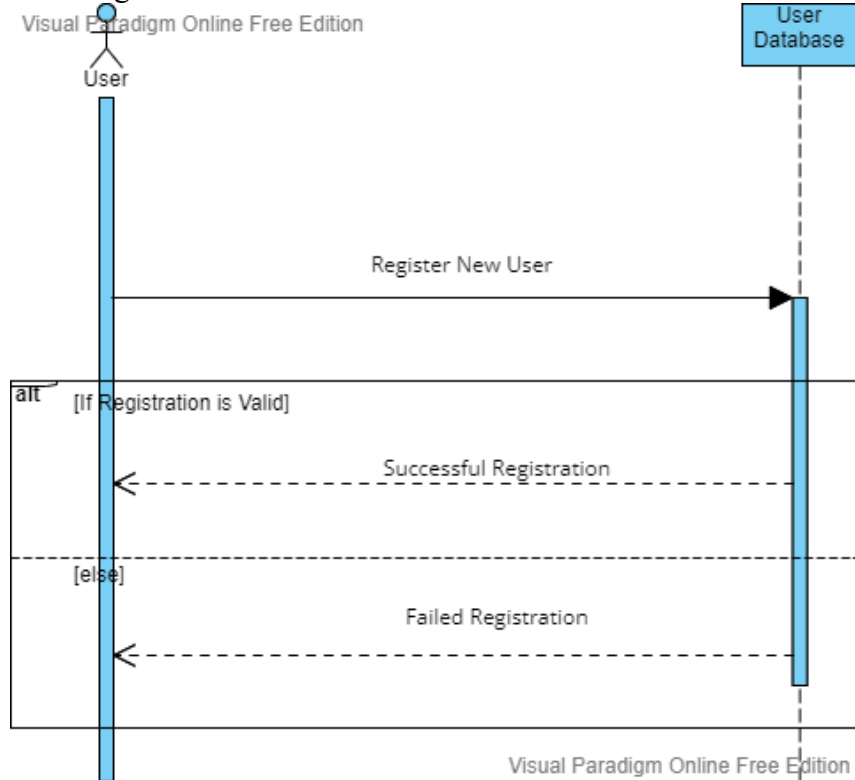 Visual Paradigm Online Free Edition
User
Database
User
Register New User
alt
[If Registration is Valid]
Successful Registration
[else]
Failed Registration
Visual Paradigm Online Free Edition